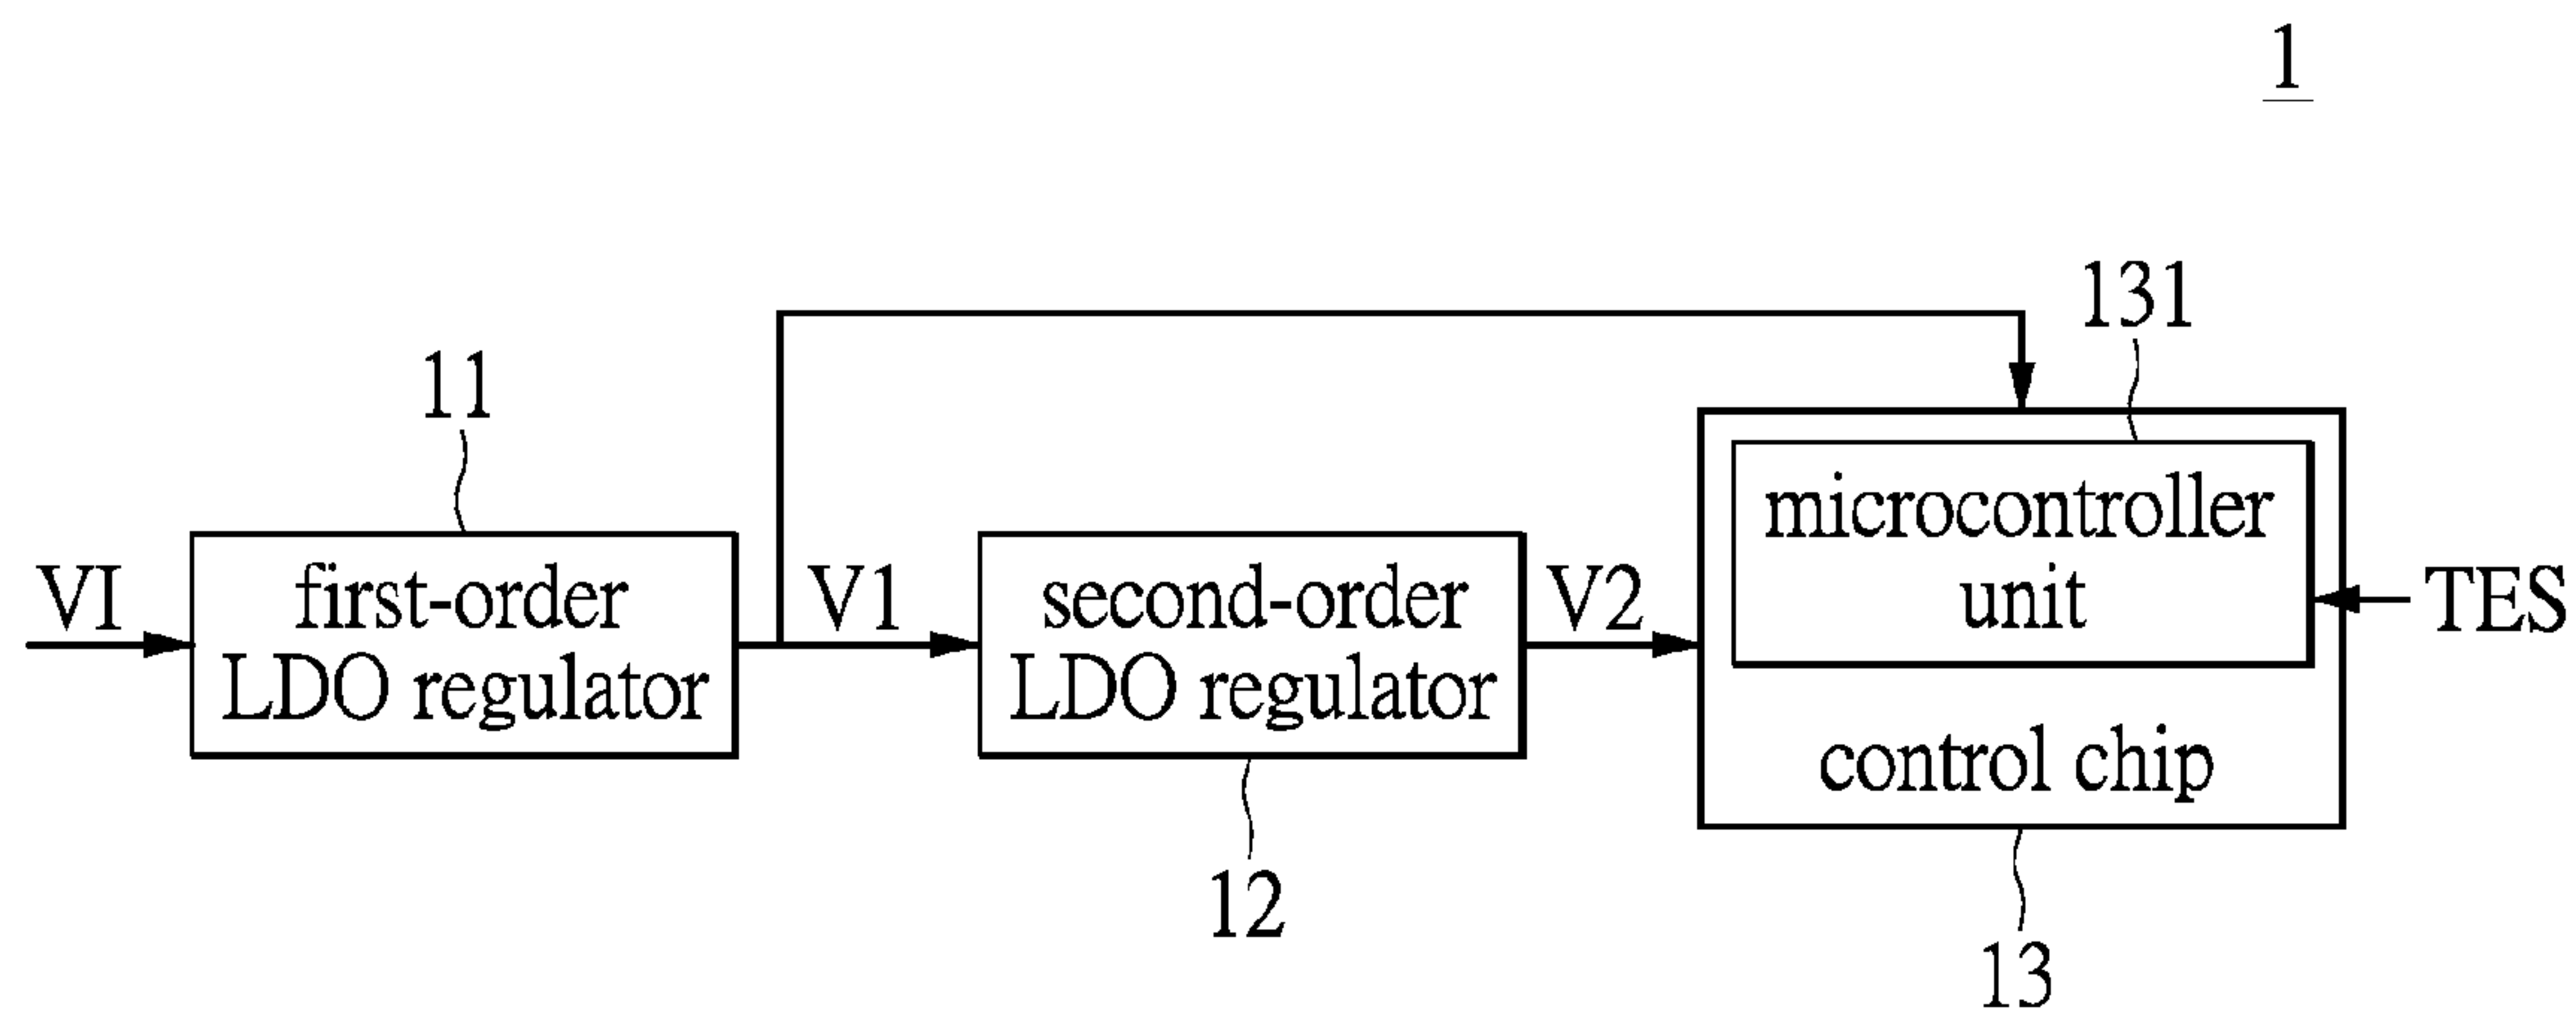 1
131
11
microcontroller
unit
VI
first-order
LDO regulator
V1
second-order
LDO regulator
V2
TES
control chip
12
13